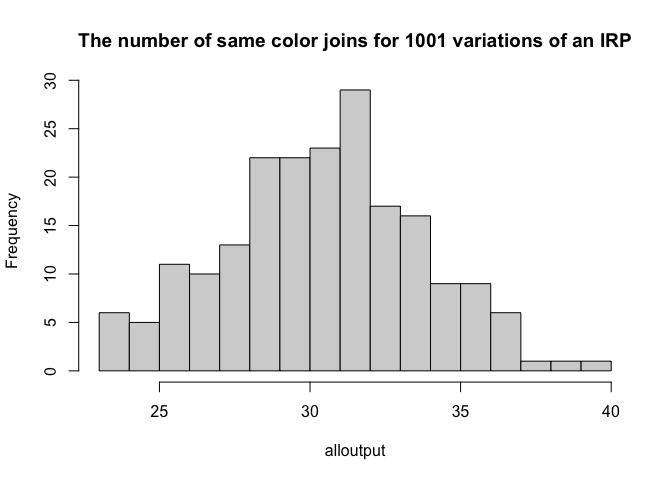 The number of same color joins for 1001 variations of an IRP
30
25
20
15
10
5
0
Frequency
25 30 35 40
alloutput